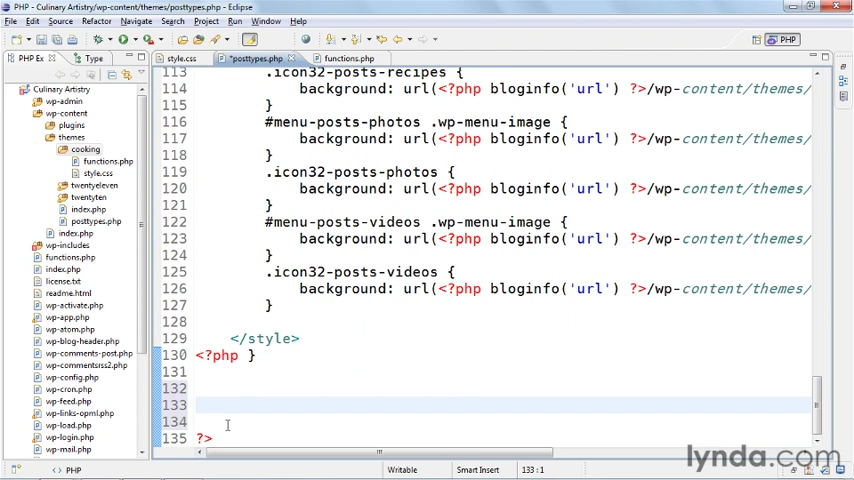 PHP - Culinary Artistry/wp-content/themes/posttypes.php - Eclipse
File Edit Source Refactor Navigate Search Project Run Window Help
PHP
PHP Ex Type
style.css *posttypes.php functions.php
Culinary Artistry
wp-admin
wp-content
plugins
themes
cooking
functions.php
style.css
twentyeleven
twentyten
index.php
posttypes.php
index.php
wp-includes
functions.php
index.php
license.txt
readme.html
wp-activate.php
wp-app.php
wp-atom.php
wp-blog-header.php
wp-comments-post.php
wp-commentsrss2.php
wp-config.php
wp-cron.php
wp-feed.php
wp-links-opml.php
wp-load.php
wp-login.php
wp-mail.php
113 .icon32-posts-recipes {
114 background: url(<?php bloginfo('url') ?>/wp-content/themes/
115 }
116 #menu-posts-photos .wp-menu-image {
117 background: url(<?php bloginfo('url') ?>/wp-content/themes/
118 }
119 .icon32-posts-photos {
120 background: url(<?php bloginfo('url') ?>/wp-content/themes/
121 }
122 #menu-posts-videos .wp-menu-image {
123 background: url(<?php bloginfo('url') ?>/wp-content/themes/
124 }
125 .icon32-posts-videos {
126 background: url(<?php bloginfo('url') ?>/wp-content/themes/
127 }
128
129 </style>
130 <?php }
131
132
133
134
135 ?>
PHP Writable Smart Insert 133 : 1
lynda.com